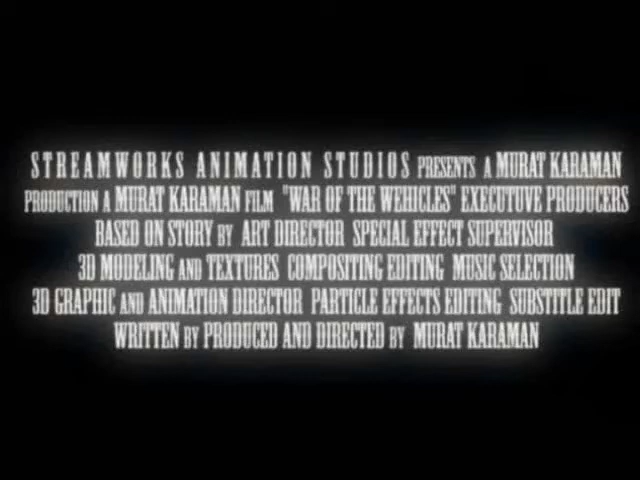 STREAMWORKS ANIMATION STUDIOS PRESENTS A MURAT KARAMAN
PRODUCTION A MURAT KARAMAN FILM "WAR OF THE WEHICLES" EXECUTUVE PRODUCERS
BASED ON STORY BY ART DIRECTOR SPECIAL EFFECT SUPERVISOR
3D MODELING AND TEXTURES COMPOSITING EDITING MUSIC SELECTION
3D GRAPHIC AND ANIMATION DIRECTOR PARTICLE EFFECTS EDITING SUBSTITLE EDIT
WRITTEN BY PRODUCED AND DIRECTED BY MURAT KARAMAN